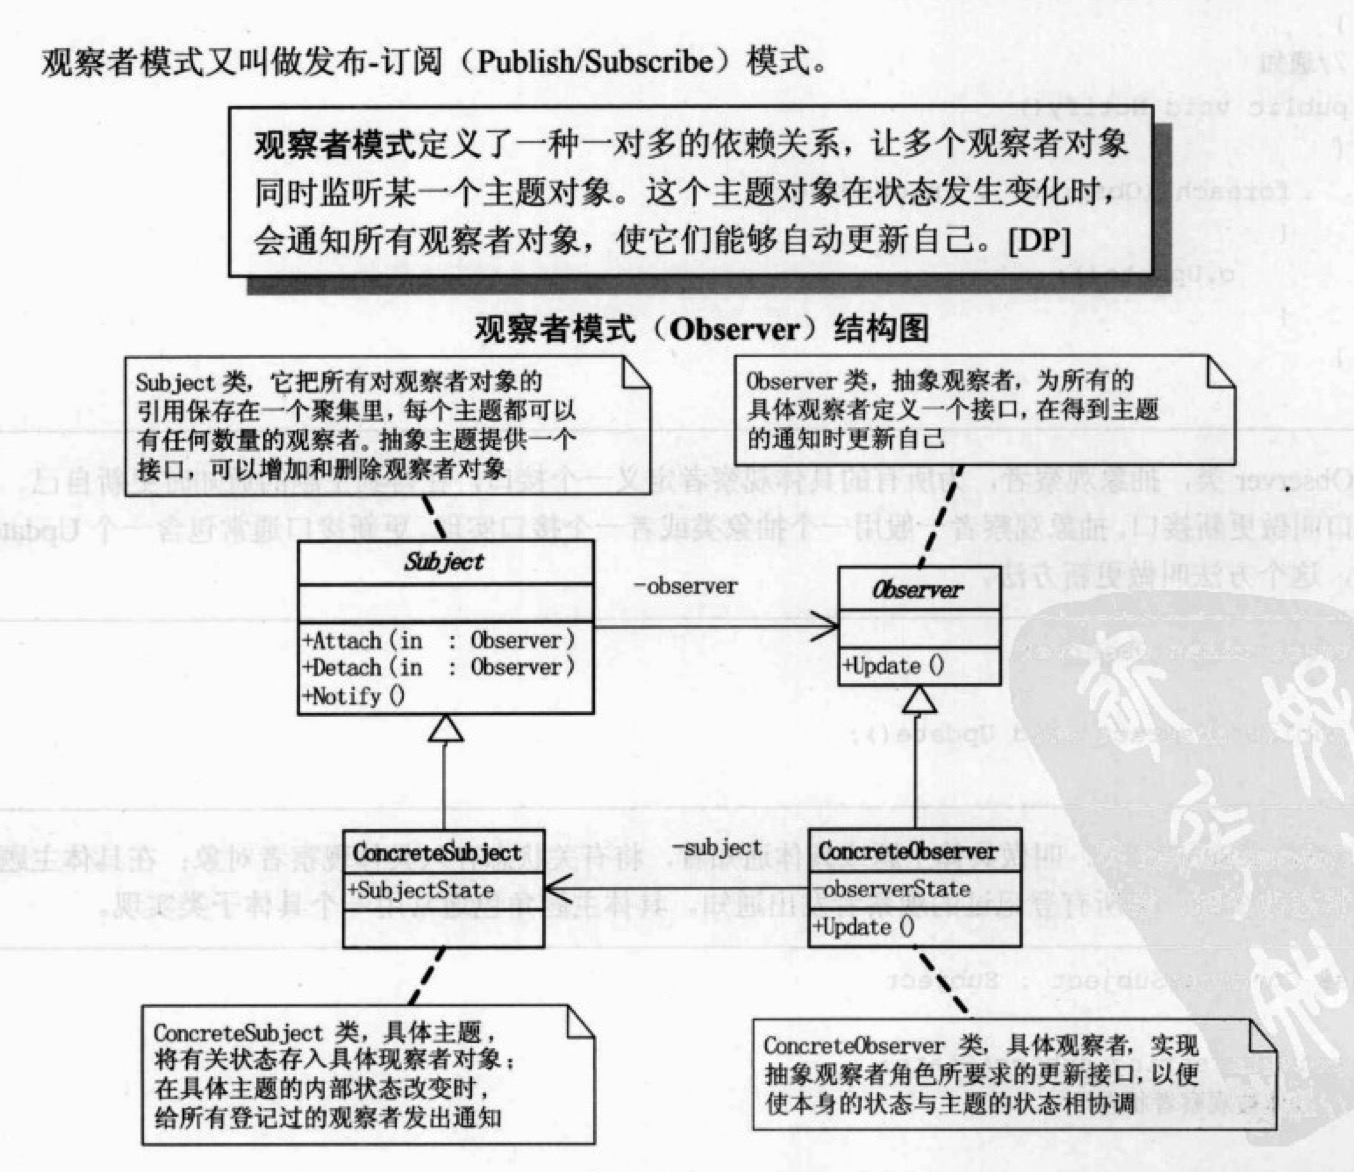 观察者模式又叫做发布-订阅（Publish/Subscribe）模式。
观察者模式定义了一种一对多的依赖关系，让多个观察者对象
同时监听某一个主题对象。这个主题对象在状态发生变化时，
会通知所有观察者对象，使它们能够自动更新自己。[DP]
观察者模式（Observer）结构图
Subject 类，它把所有对观察者对象的
引用保存在一个聚集里，每个主题都可以
有任何数量的观察者。抽象主题提供一个
接口，可以增加和删除观察者对象
Observer 类，抽象观察者，为所有的
具体观察者定义一个接口，在得到主题
的通知时更新自己
Subject
+Attach(in : Observer)
+Detach(in : Observer)
+Notify()
-observer
Observer
+Update()
ConcreteSubject
+SubjectState
-subject
ConcreteObserver
observerState
+Update()
ConcreteSubject 类，具体主题，
将有关状态存入具体现察者对象；
在具体主题的内部状态改变时，
给所有登记过的观察者发出通知
ConcreteObserver 类，具体观察者，实现
抽象观察者角色所要求的更新接口，以便
使本身的状态与主题的状态相协调